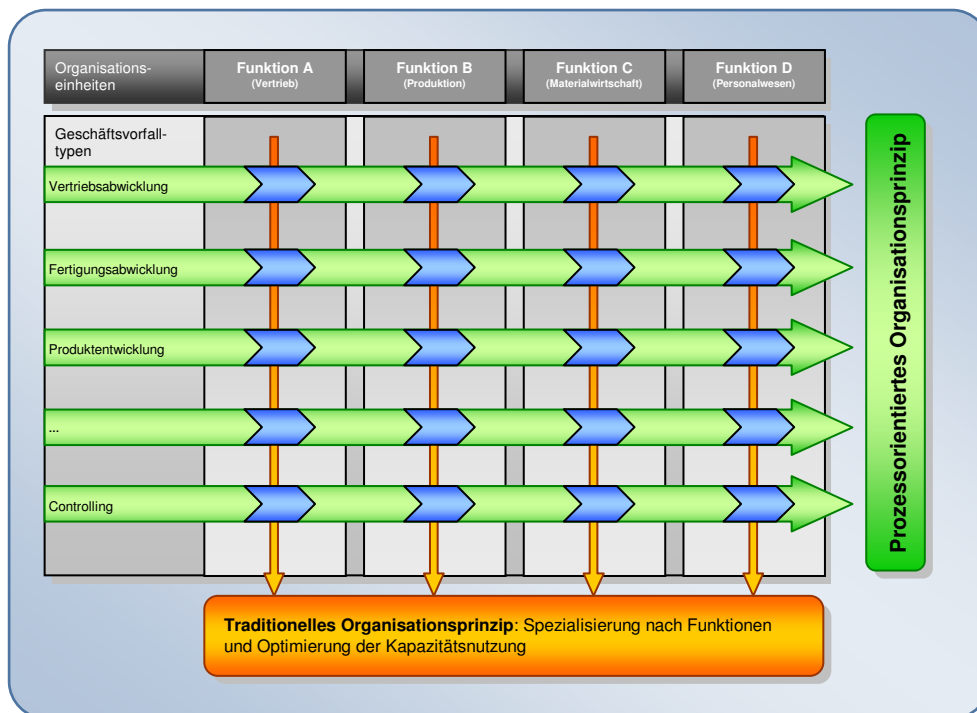 Organisations-
einheiten
Funktion A
(Vertrieb)
Funktion B
(Produktion)
Funktion C
(Materialwirtschaft)
Funktion D
(Personalwesen)
Geschäftsvorfall-
typen
Vertriebsabwicklung
Fertigungsabwicklung
Produktentwicklung
...
Controlling
Prozessorientiertes Organisationsprinzip
Traditionelles Organisationsprinzip: Spezialisierung nach Funktionen
und Optimierung der Kapazitätsnutzung